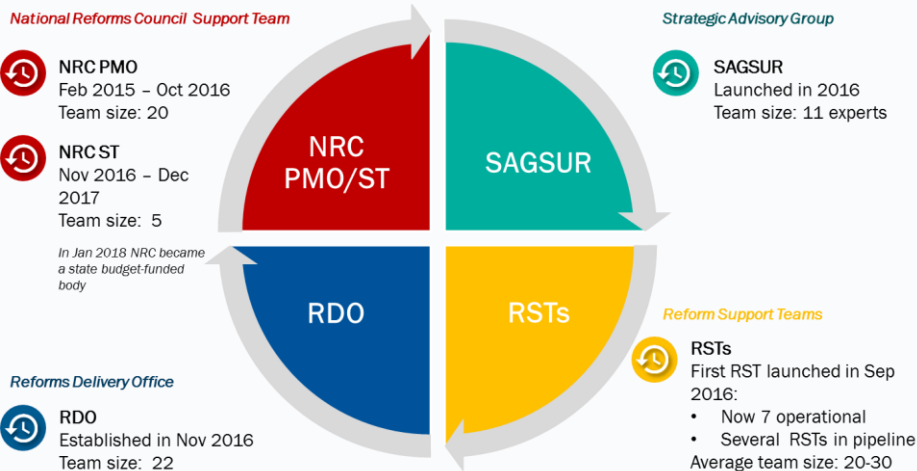 National Reforms Council Support Team
NRC PMO
Feb 2015 – Oct 2016
Team size: 20
NRC ST
Nov 2016 – Dec
2017
Team size: 5
In Jan 2018 NRC became
a state budget-funded
body
NRC
PMO/ST
SAGSUR
RDO
RSTs
Strategic Advisory Group
SAGSUR
Launched in 2016
Team size: 11 experts
Reforms Delivery Office
RDO
Established in Nov 2016
Team size: 22
Reform Support Teams
RSTs
First RST launched in Sep
2016:
• Now 7 operational
• Several RSTs in pipeline
Average team size: 20-30